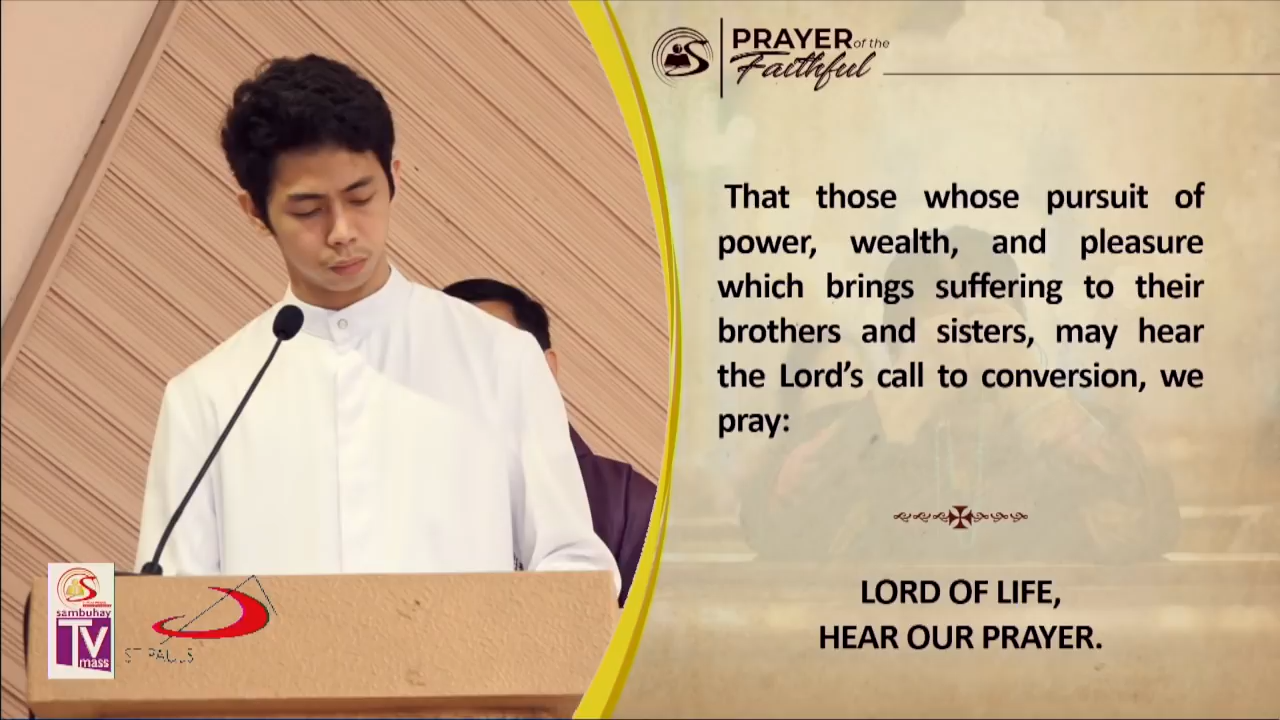 PRAYER of the
Faithful
That those whose pursuit of
power, wealth, and pleasure
which brings suffering to their
brothers and sisters, may hear
the Lord's call to conversion, we
pray:
LORD OF LIFE,
HEAR OUR PRAYER.
sambuhay
TV
mass
ST PAULS